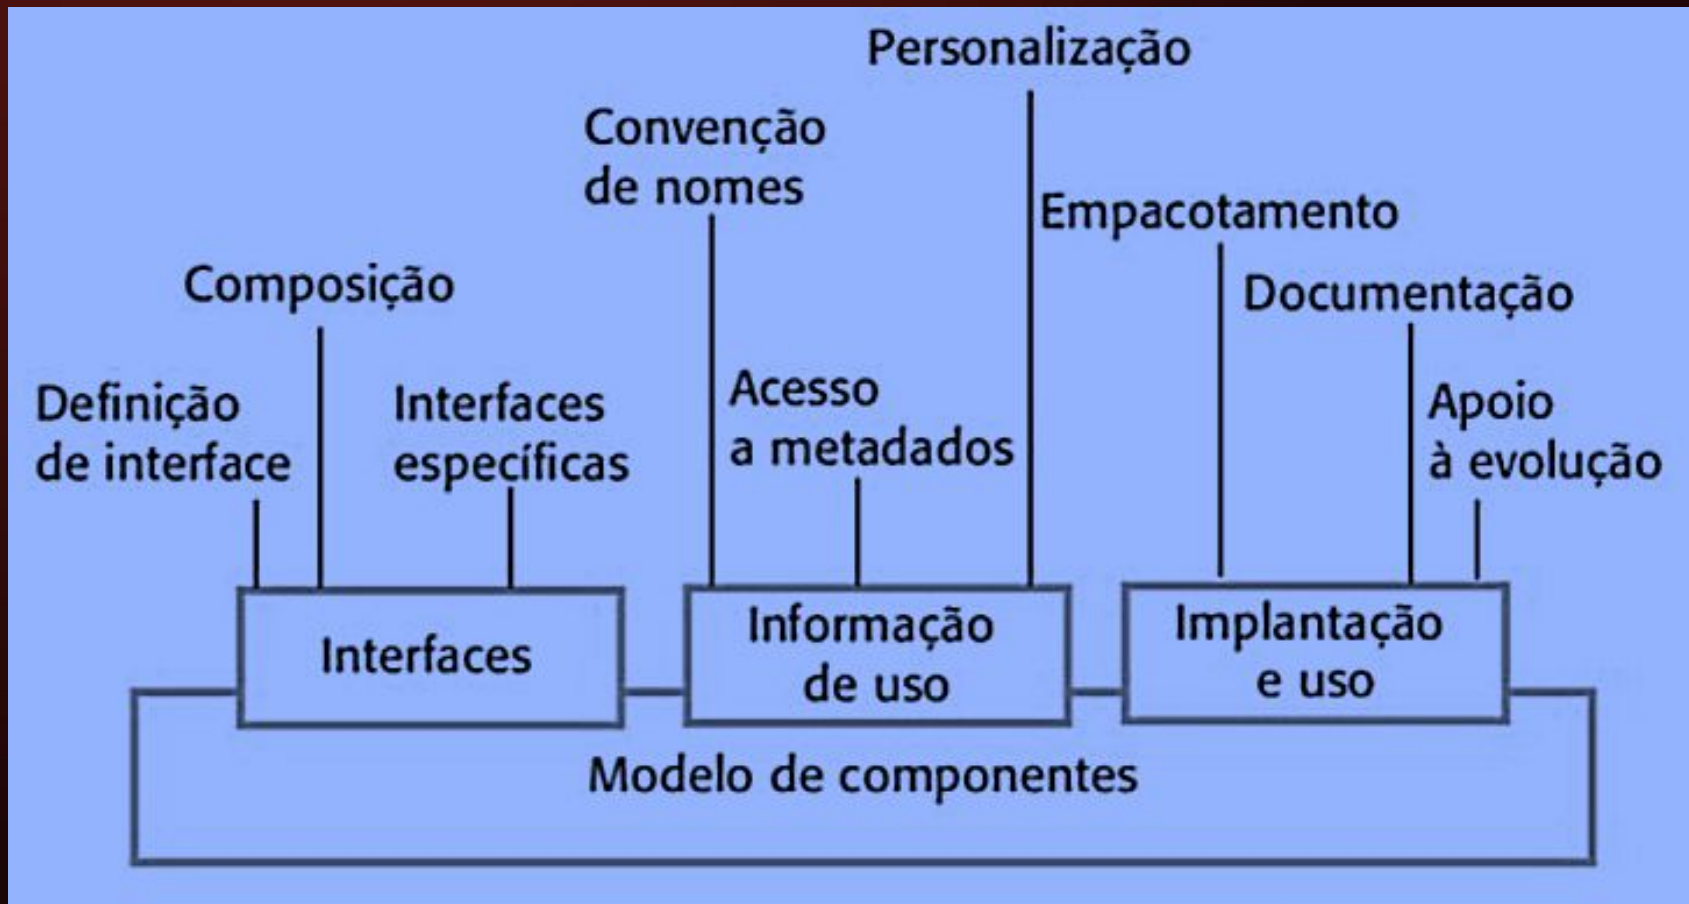 Personalização
Convenção
de nomes
Empacotamento
Composição
Documentação
Definição
de interface
Interfaces
específicas
Acesso
a metadados
Apoio
à evolução
Interfaces
Informação
de uso
Implantação
e uso
Modelo de componentes